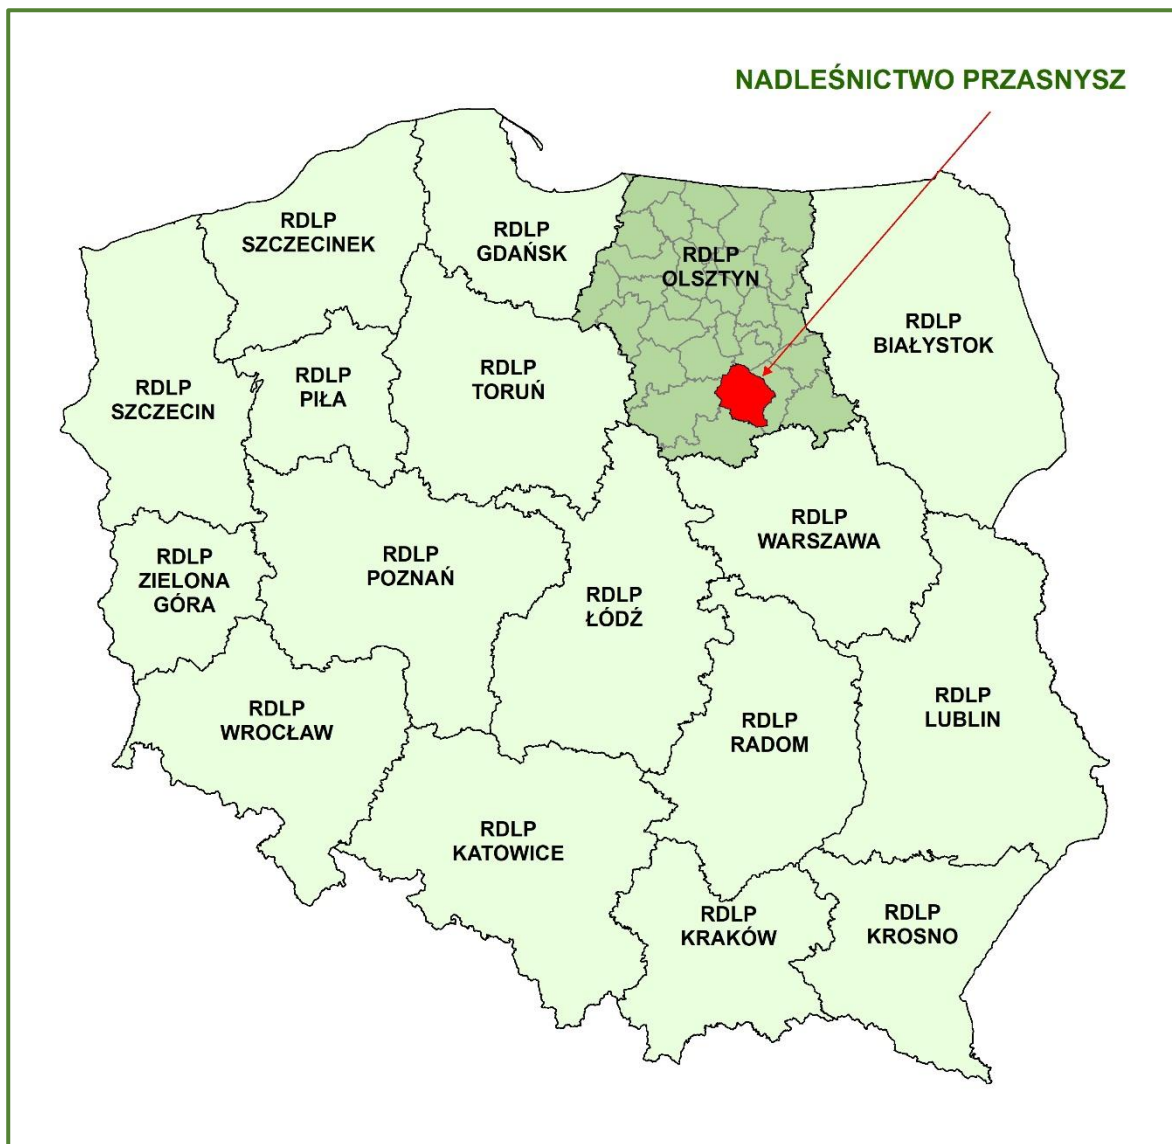 NADLEŚNICTWO PRZASNYSZ
RDLP
SZCZECINEK
RDLP
GDAŃSK
RDLP
OLSZTYN
RDLP
BIAŁYSTOK
RDLP
SZCZECIN
RDLP
PIŁA
RDLP
TORUŃ
RDLP
WARSZAWA
RDLP
ZIELONA
GÓRA
RDLP
POZNAŃ
RDLP
ŁÓDŹ
RDLP
WROCŁAW
RDLP
RADOM
RDLP
LUBLIN
RDLP
KATOWICE
RDLP
KRAKÓW
RDLP
KROSNO